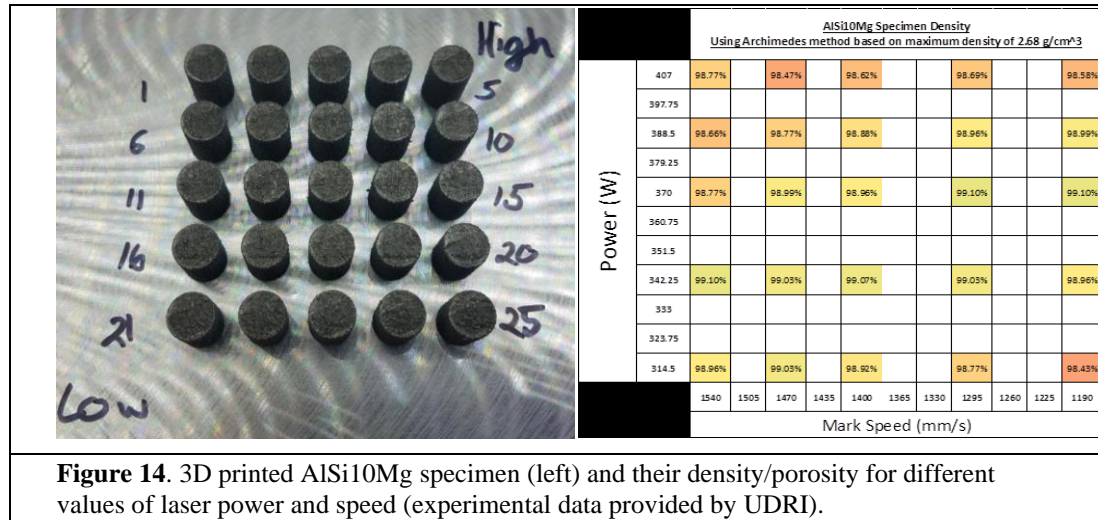 High
1 5
6 10
11 15
16 20
21 25
Low
AlSi10Mg Specimen Density
Using Archimedes method based on maximum density of 2.68 g/cm^3
Power (W)
407 98.77% 98.47% 98.62% 98.69% 98.58%
397.75
388.5 98.66% 98.77% 98.88% 98.96% 98.99%
379.25
370 98.77% 98.99% 98.96% 99.10% 99.10%
360.75
351.5
342.25 99.10% 99.03% 99.07% 99.03% 98.96%
333
323.75
314.5 98.96% 99.03% 98.92% 98.77% 98.43%
1540 1505 1470 1435 1400 1365 1330 1295 1260 1225 1190
Mark Speed (mm/s)
Figure 14. 3D printed AlSi10Mg specimen (left) and their density/porosity for different
values of laser power and speed (experimental data provided by UDRI).